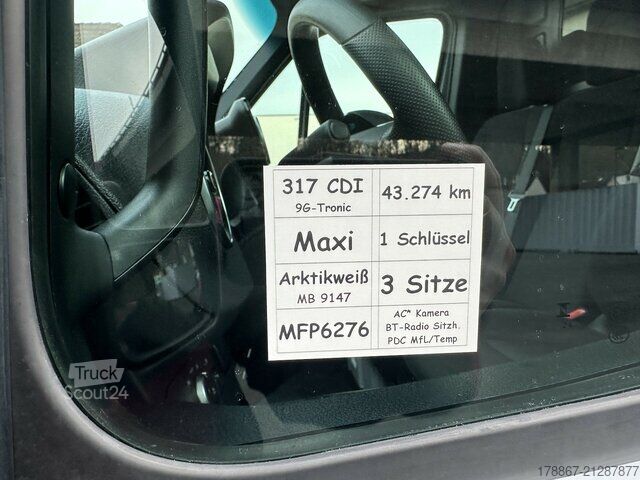 317 CDI
9G-Tronic
43.274 km
Maxi
1 Schlüssel
Arktikweiß
MB 9147
3 Sitze
MFP6276
AC* Kamera
BT-Radio Sitzh.
PDC MfL/Temp
Truck
Scout24
178867-21287877